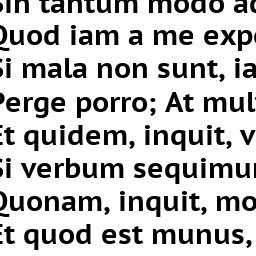 Sin tantum modo ad
Quod iam a me expe
Si mala non sunt, ia
Perge porro; At mul
Et quidem, inquit, v
Si verbum sequimur
Quonam, inquit, mo
Et quod est munus,